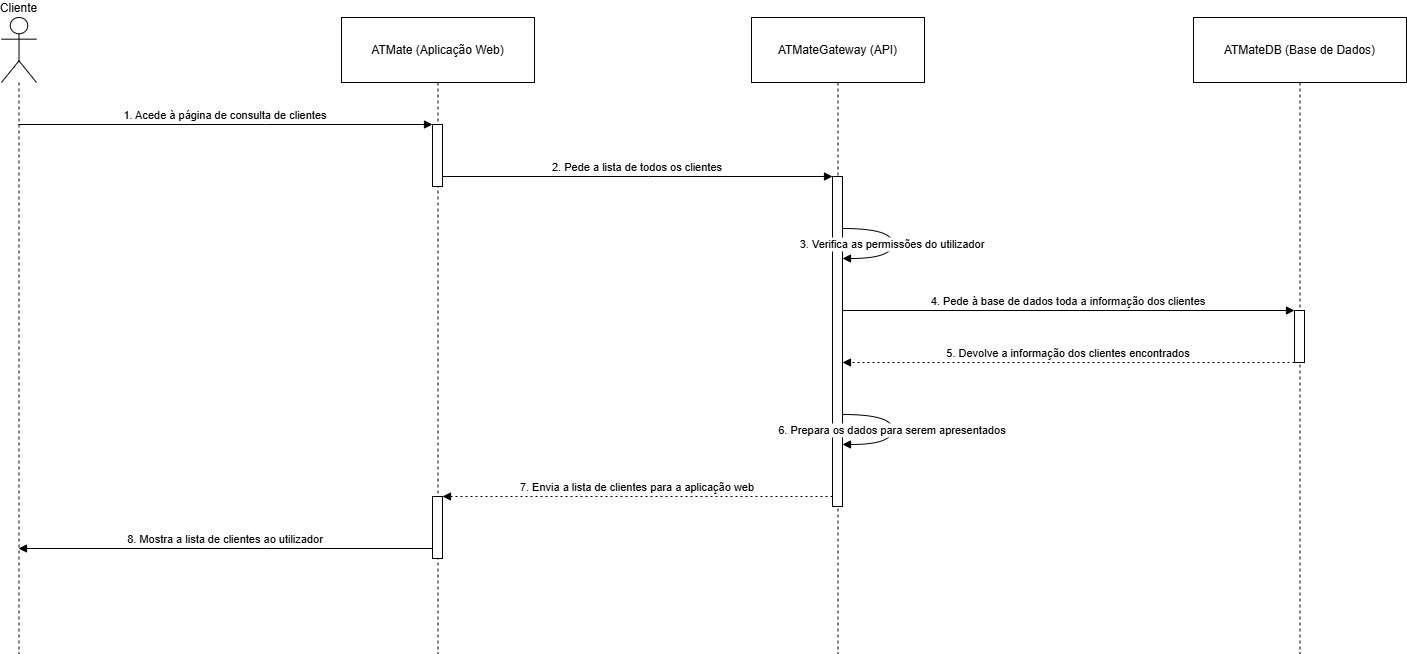 Cliente
ATMate (Aplicação Web)
ATMateGateway (API)
ATMateDB (Base de Dados)
1. Acede à página de consulta de clientes
2. Pede a lista de todos os clientes
3. Verifica as permissões do utilizador
4. Pede à base de dados toda a informação dos clientes
5. Devolve a informação dos clientes encontrados
6. Prepara os dados para serem apresentados
7. Envia a lista de clientes para a aplicação web
8. Mostra a lista de clientes ao utilizador